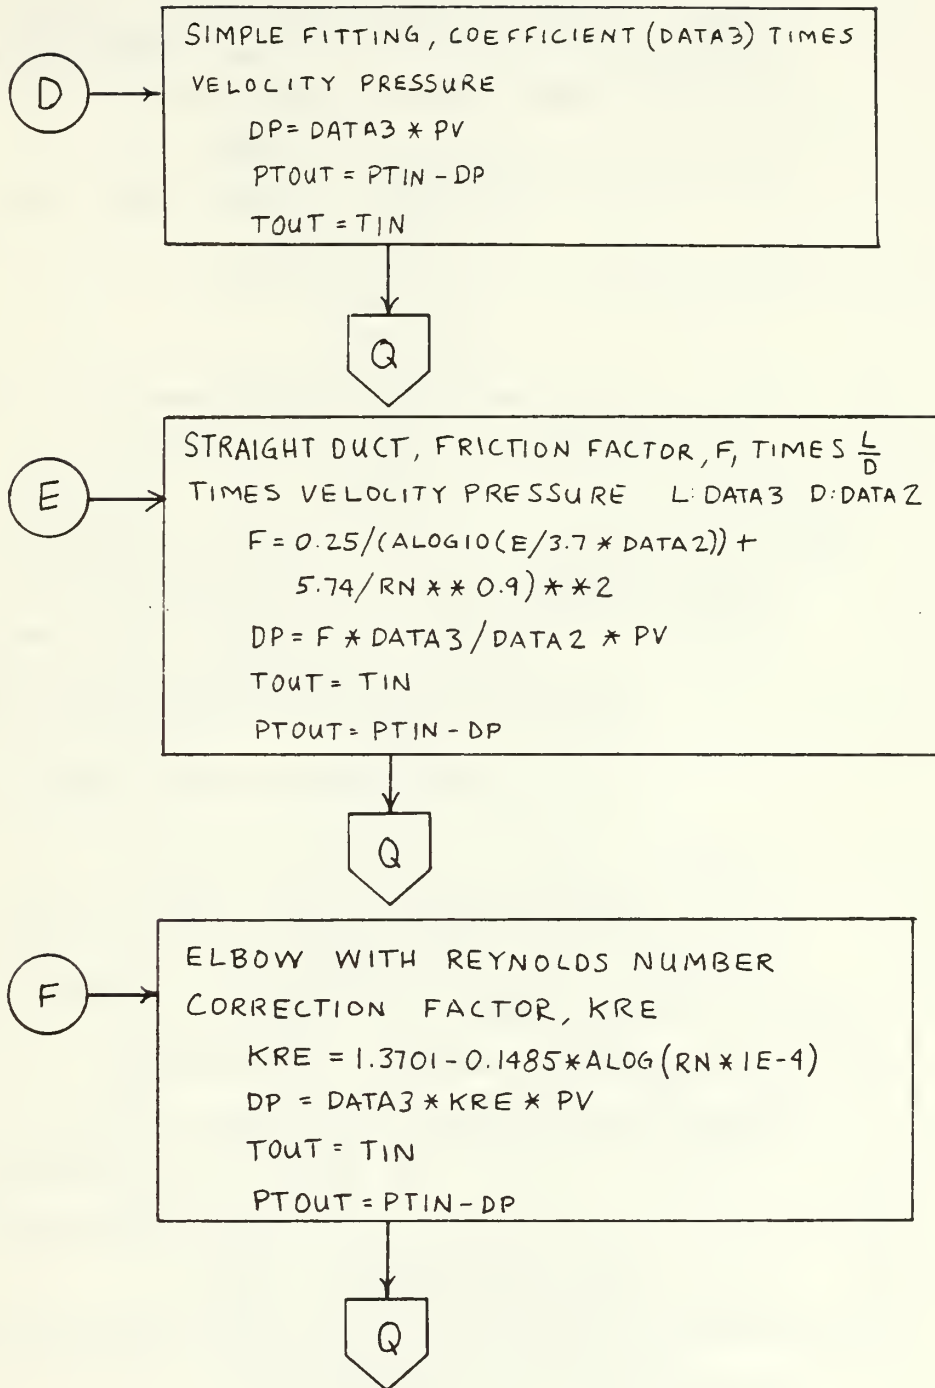 SIMPLE FITTING, COEFFICIENT (DATA3) TIMES
D
VELOCITY PRESSURE
DP= DATA3 * PV
PTOUT = PTIN - DP
TOUT = TIN
Q
STRAIGHT DUCT, FRICTION FACTOR, F, TIMES L/D
E
TIMES VELOCITY PRESSURE L: DATA3 D: DATA2
F = 0.25/(ALOG10(E/3.7 * DATA2)) +
5.74/RN ** 0.9) **2
DP= F * DATA3/DATA2 * PV
TOUT = TIN
PTOUT = PTIN - DP
Q
ELBOW WITH REYNOLDS NUMBER
F
CORRECTION FACTOR, KRE
KRE = 1.3701-0.1485*ALOG(RN*1E-4)
DP = DATA3 * KRE * PV
TOUT = TIN
PTOUT = PTIN - DP
Q